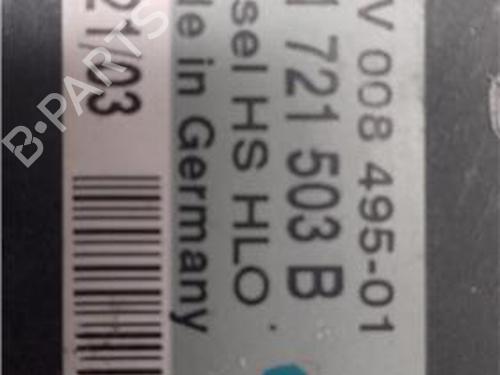 V 008 495-01
1 721 503 B
sel HS HLO
le in Germany
21/03
B-PARTS